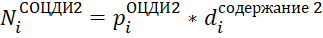 N_i^{СОЦДИ2} = p_i^{ОЦДИ2} * d_i^{содержание 2}